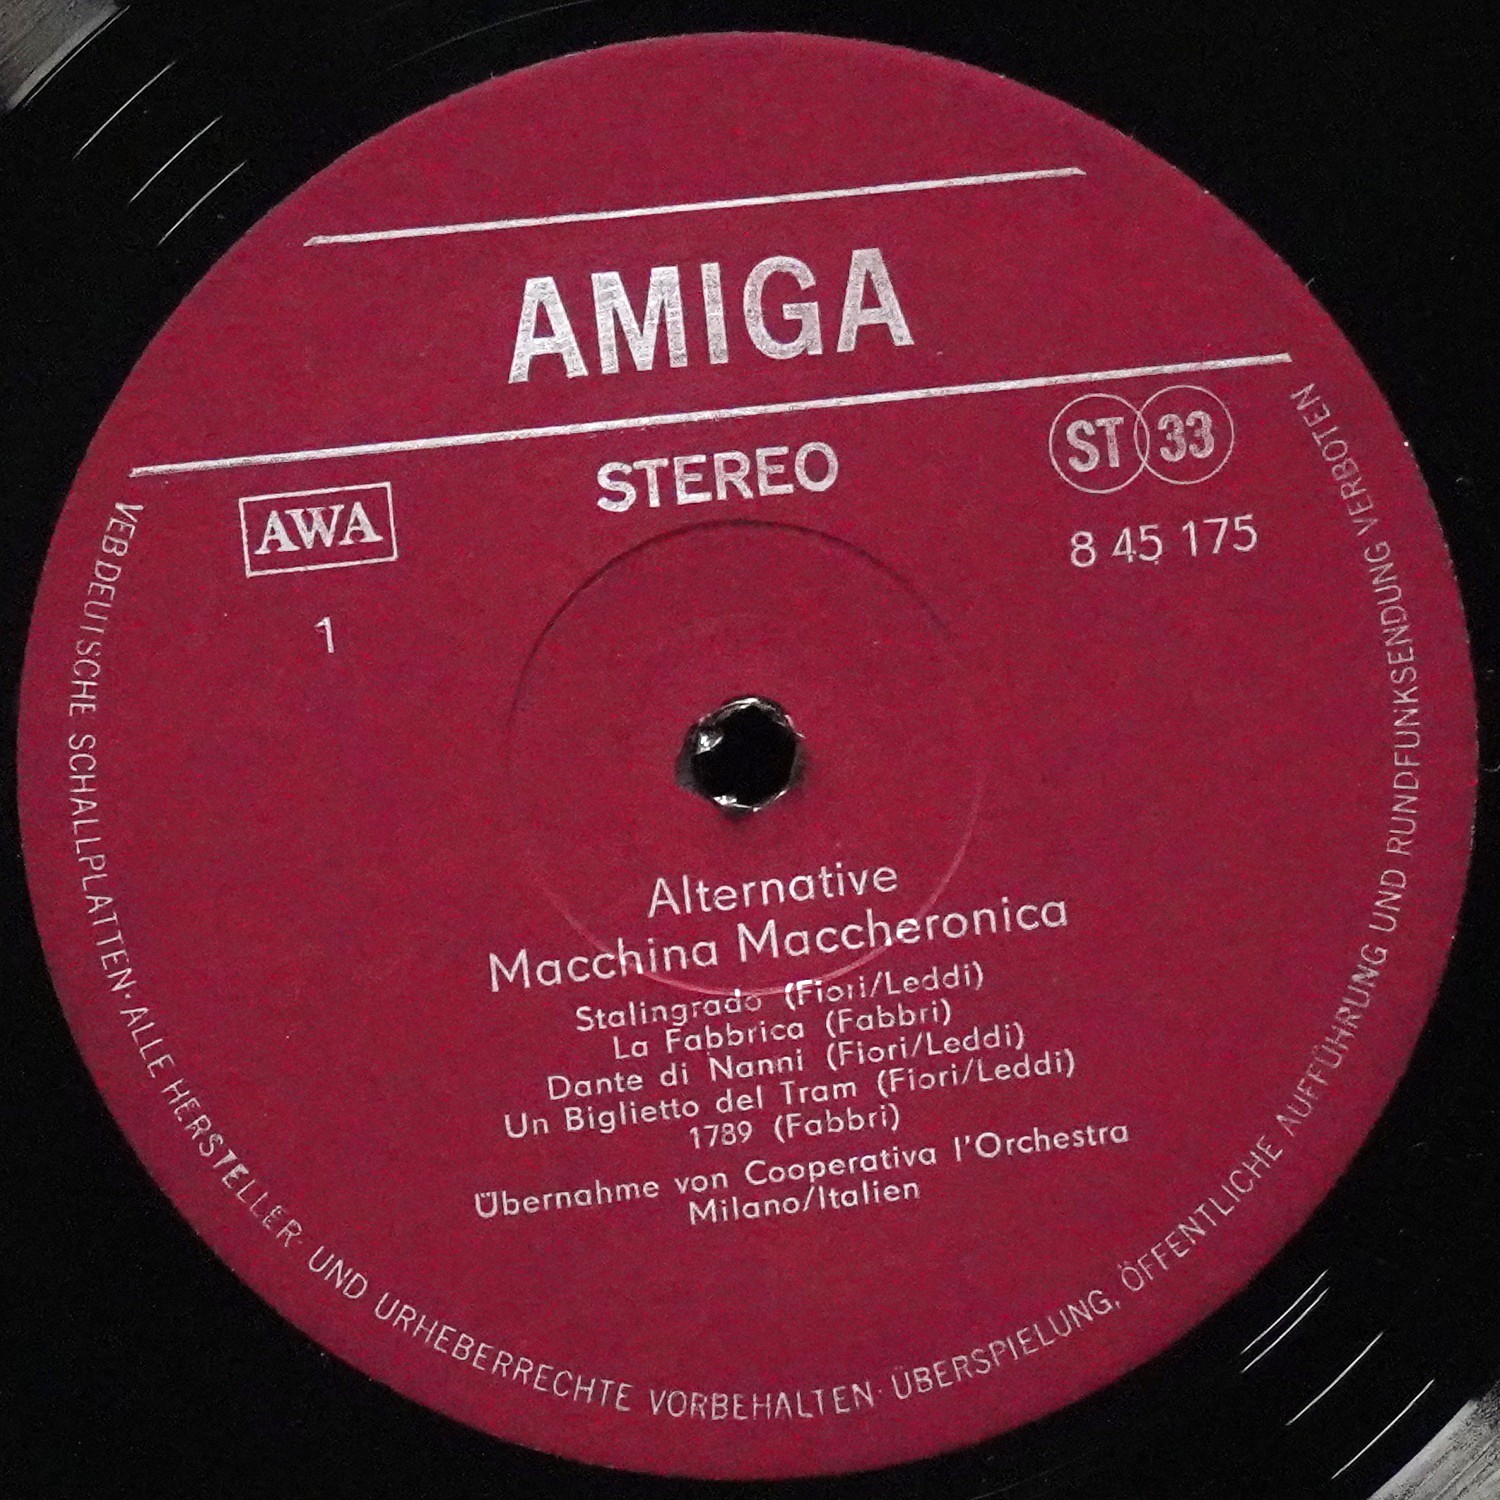 AMIGA
STEREO
ST 33
AWA
8 45 175
1
Alternative
Macchina Maccheronica
Stalingrado (Fiori/Leddi)
La Fabbrica (Fabbri)
Dante di Nanni (Fiori/Leddi)
Un Biglietto del Tram (Fiori/Leddi)
1789 (Fabbri)
Übernahme von Cooperativa l'Orchestra
Milano/Italien
VEB DEUTSCHE SCHALLPLATTEN · ALLE HERSTELLER- UND URHEBERRECHTE VORBEHALTEN · ÜBERSPIELUNG, ÖFFENTLICHE AUFFÜHRUNG UND RUNDFUNKSENDUNG VERBOTEN